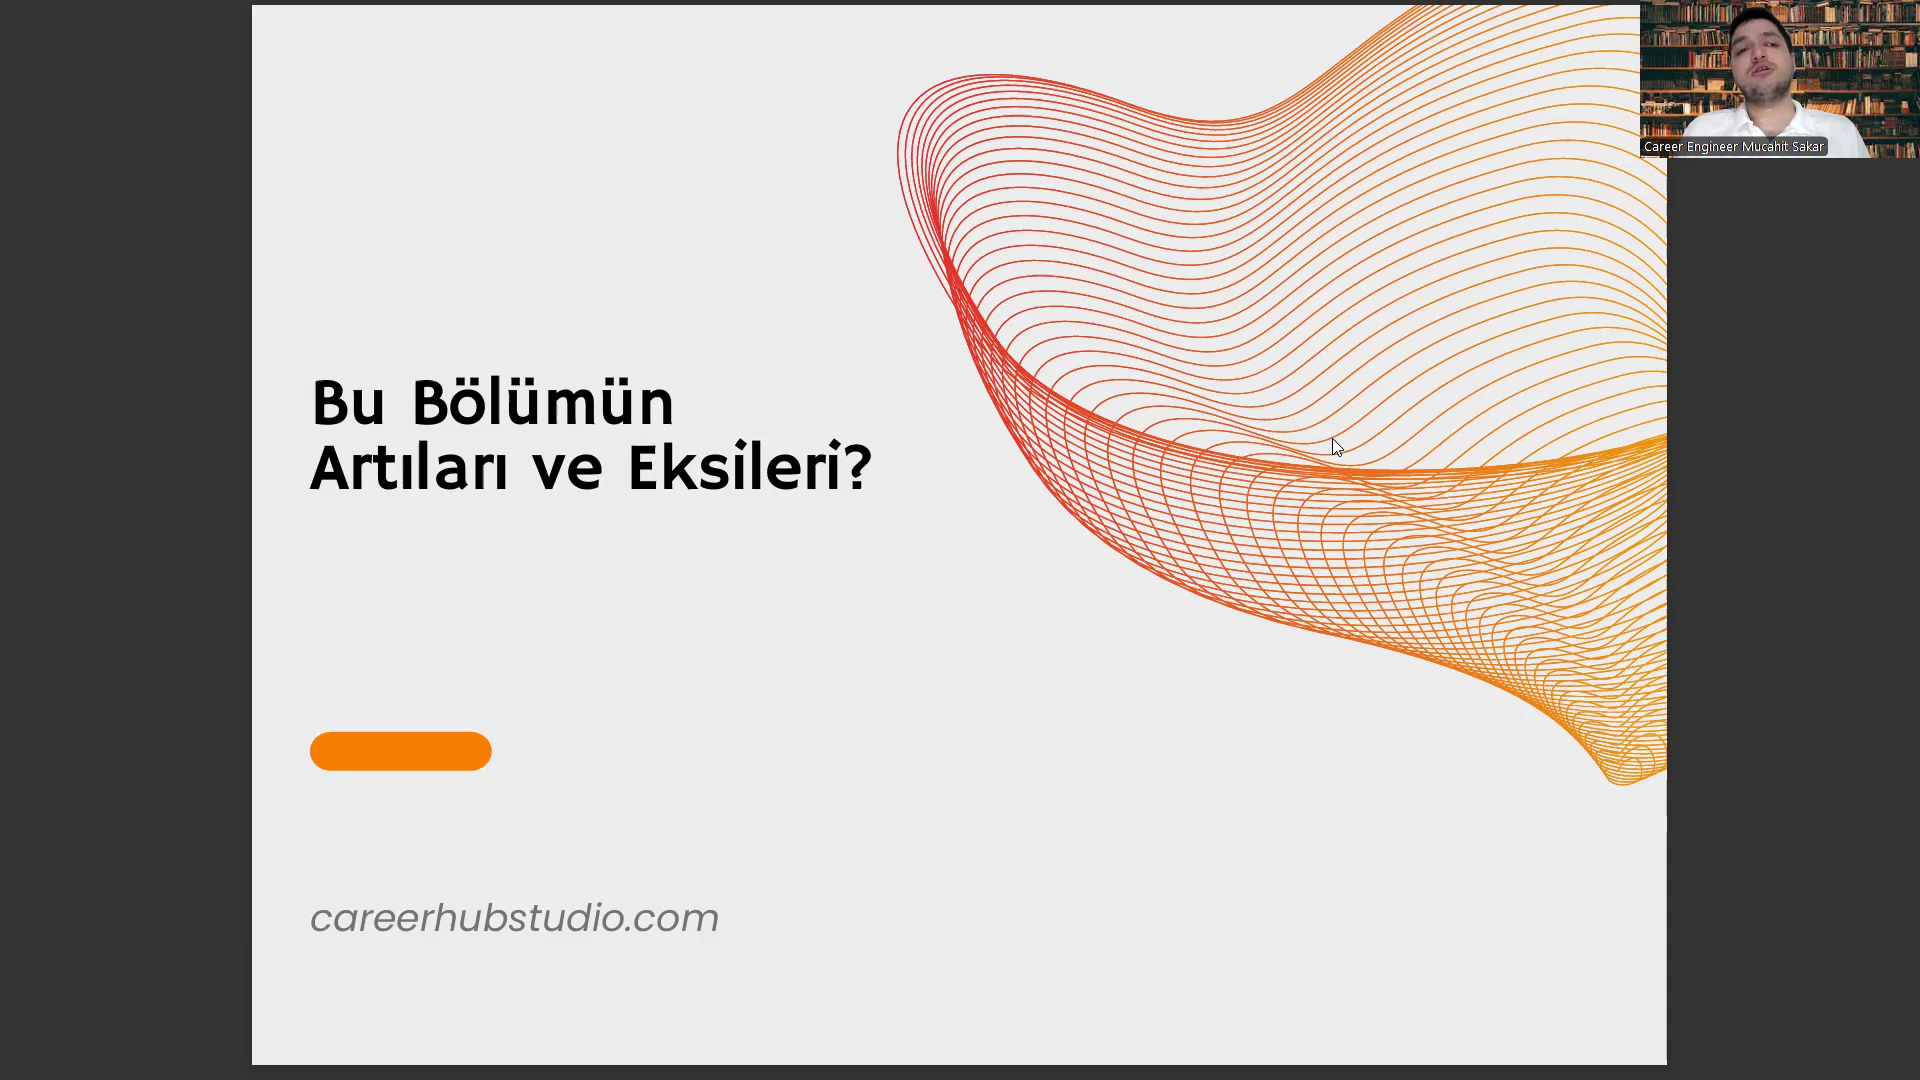 Career Engineer Mucahit Sakar
Bu Bölümün
Artıları ve Eksileri?
careerhubstudio.com